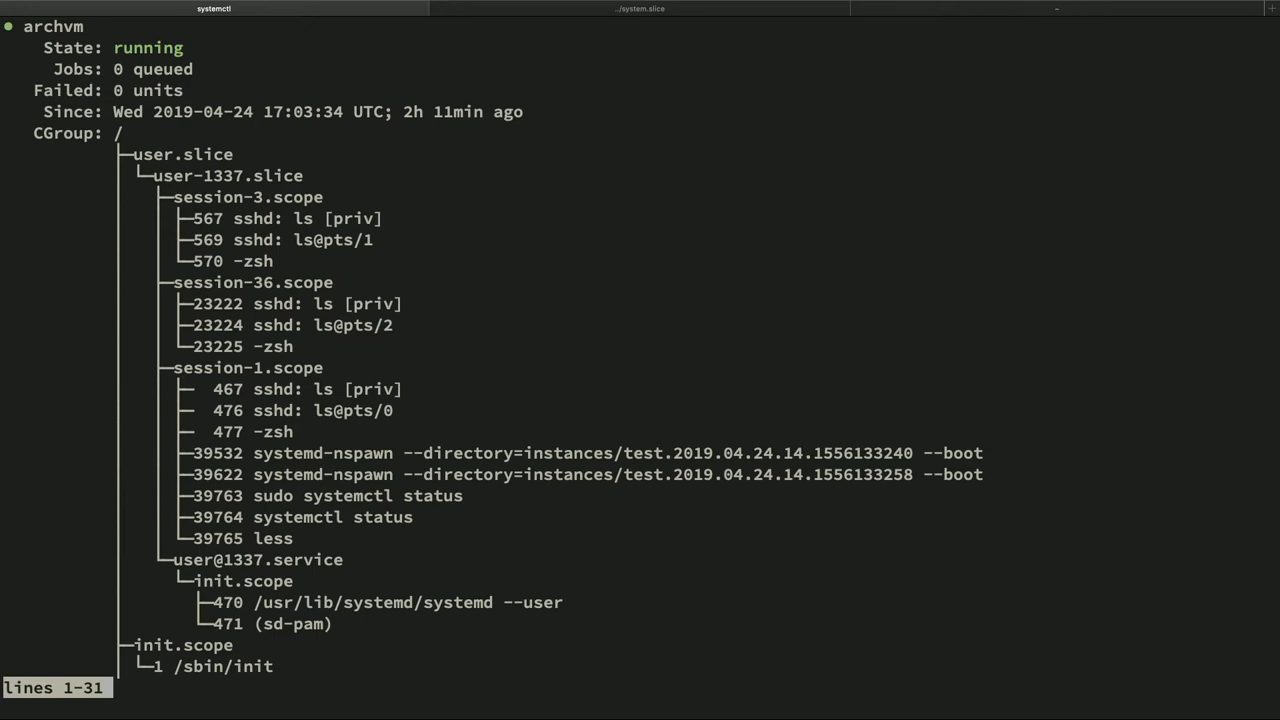 systemctl
../system.slice
~
+
● archvm
State: running
Jobs: 0 queued
Failed: 0 units
Since: Wed 2019-04-24 17:03:34 UTC; 2h 11min ago
CGroup: /
├─user.slice
│ └─user-1337.slice
│   ├─session-3.scope
│   │ ├─567 sshd: ls [priv]
│   │ ├─569 sshd: ls@pts/1
│   │ └─570 -zsh
│   ├─session-36.scope
│   │ ├─23222 sshd: ls [priv]
│   │ ├─23224 sshd: ls@pts/2
│   │ └─23225 -zsh
│   ├─session-1.scope
│   │ ├─  467 sshd: ls [priv]
│   │ ├─  476 sshd: ls@pts/0
│   │ ├─  477 -zsh
│   │ ├─39532 systemd-nspawn --directory=instances/test.2019.04.24.14.1556133240 --boot
│   │ ├─39622 systemd-nspawn --directory=instances/test.2019.04.24.14.1556133258 --boot
│   │ ├─39763 sudo systemctl status
│   │ ├─39764 systemctl status
│   │ └─39765 less
│   └─user@1337.service
│     └─init.scope
│       ├─470 /usr/lib/systemd/systemd --user
│       └─471 (sd-pam)
├─init.scope
│ └─1 /sbin/init
lines 1-31